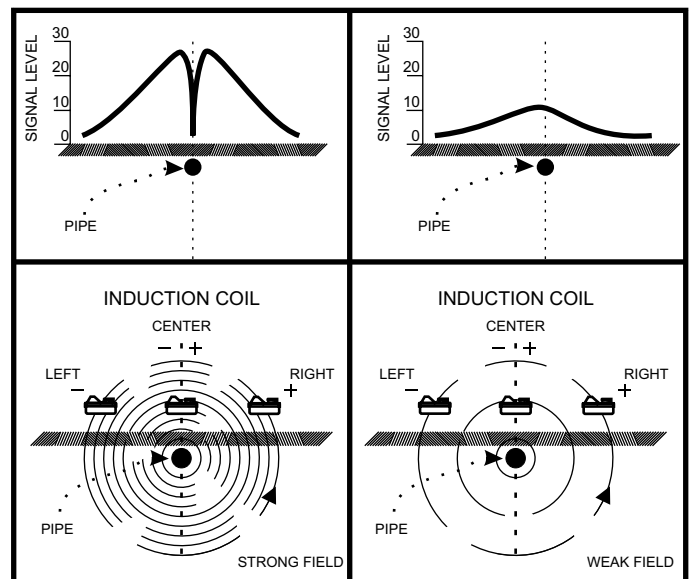 SIGNAL LEVEL
30
20
10
0
PIPE
SIGNAL LEVEL
30
20
10
0
PIPE
INDUCTION COIL
CENTER
− +
LEFT
−
RIGHT
+
PIPE
STRONG FIELD
INDUCTION COIL
CENTER
− +
LEFT
−
RIGHT
+
PIPE
WEAK FIELD